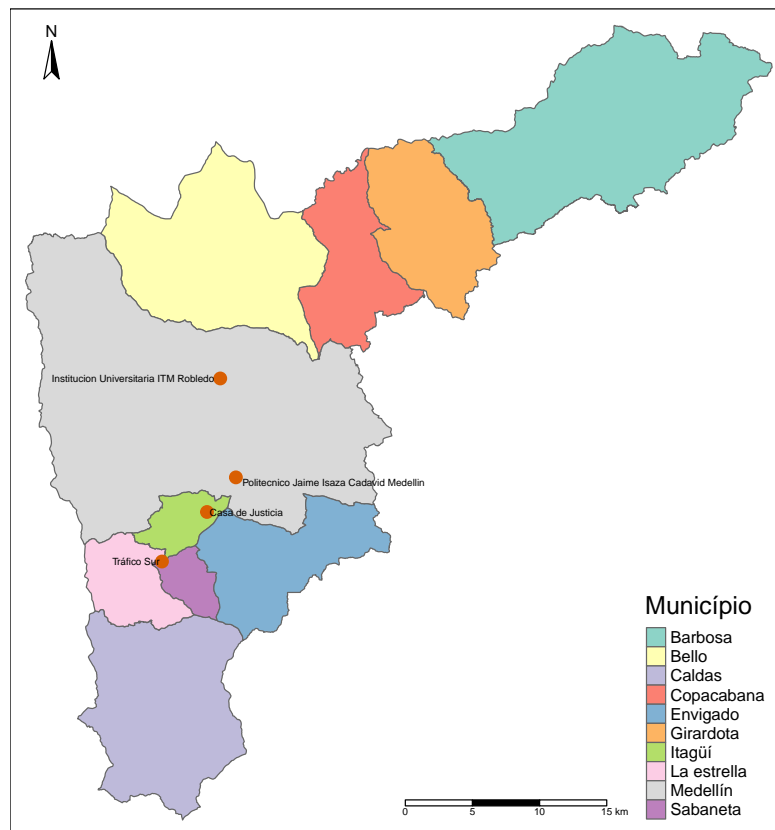 N
Institucion Universitaria ITM Robledo
Politecnico Jaime Isaza Cadavid Medellin
Casa de Justicia
Tráfico Sur
Município
Barbosa
Bello
Caldas
Copacabana
Envigado
Girardota
Itagüí
La estrella
Medellín
Sabaneta
0 5 10 15 km